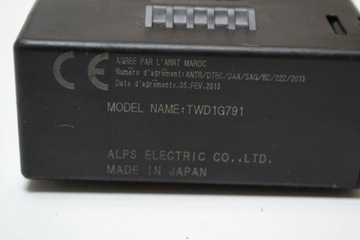 CE
AGREE PAR L'ANRT MAROC
Numéro d'agrément:ANTR/DTEC/DAA/SAG/BD/222/2018
Date d'agrément.05.FEV.2018
MODEL NAME:TWD1G791
ALPS ELECTRIC CO.,LTD.
MADE IN JAPAN